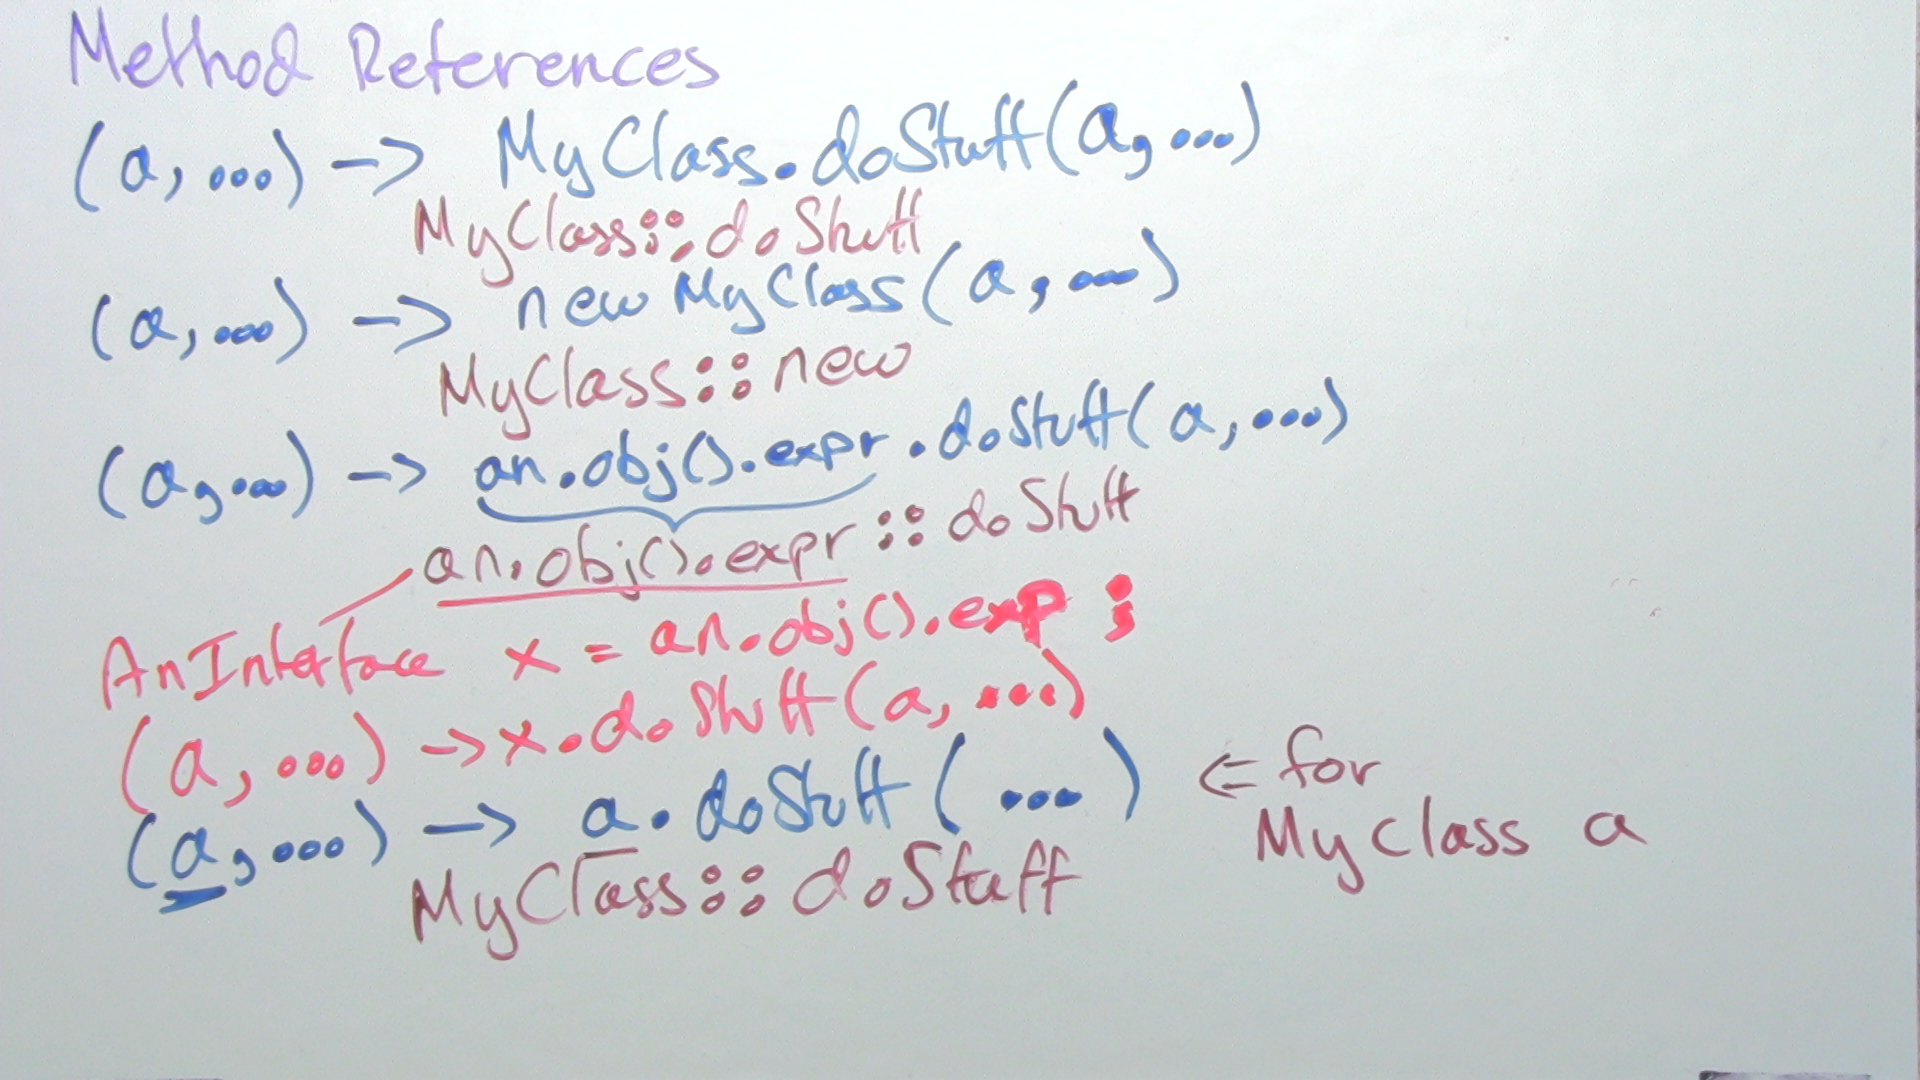 Method References
(a, ...) -> MyClass.doStuff(a, ...)
MyClass::doStuff
(a, ...) -> new MyClass(a, ...)
MyClass::new
(a, ...) -> an.obj().expr.doStuff(a, ...)
an.obj().expr::doStuff
AnInterface x = an.obj().exp;
(a, ...) -> x.doStuff(a, ...)
(a, ...) -> a.doStuff(...) <= for
MyClass a
MyClass::doStuff